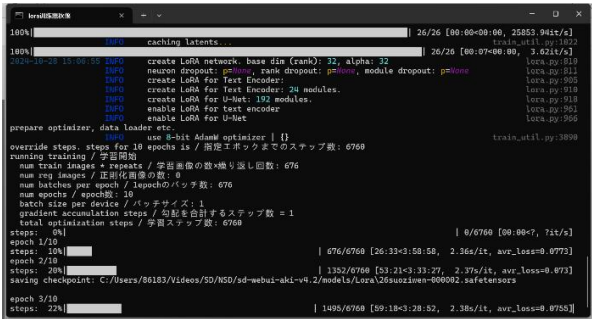 lora训练
100%| 26/26 [00:00<00:00, 25853.94it/s]
INFO caching latents... train_util.py:1022
100%| 26/26 [00:07<00:00, 3.62it/s]
2024-10-28 15:06:55 INFO create LoRA network. base dim (rank): 32, alpha: 32 lora.py:810
INFO neuron dropout: p=None, rank dropout: p=None, module dropout: p=None lora.py:811
INFO create LoRA for Text Encoder: lora.py:905
INFO create LoRA for Text Encoder: 24 modules. lora.py:910
INFO create LoRA for U-Net: 192 modules. lora.py:918
INFO enable LoRA for text encoder lora.py:961
INFO enable LoRA for U-Net lora.py:966
prepare optimizer, data loader etc.
INFO use 8-bit AdamW optimizer | {} train_util.py:3890
override steps. steps for 10 epochs is / 指定エポックまでのステップ数: 6760
running training / 学習開始
num train images * repeats / 学習画像の数×繰り返し回数: 676
num reg images / 正則化画像の数: 0
num batches per epoch / 1epochのバッチ数: 676
num epochs / epoch数: 10
batch size per device / バッチサイズ: 1
gradient accumulation steps / 勾配を合計するステップ数 = 1
total optimization steps / 学習ステップ数: 6760
steps: 0%| | 0/6760 [00:00<?, ?it/s]
epoch 1/10
steps: 10%| | 676/6760 [26:33<3:58:58, 2.36s/it, avr_loss=0.0773]
epoch 2/10
steps: 20%| | 1352/6760 [53:21<3:33:27, 2.37s/it, avr_loss=0.073]
saving checkpoint: C:/Users/86183/Videos/SD/NSD/sd-webui-aki-v4.2/models/Lora\26suoziwen-000002.safetensors
epoch 3/10
steps: 22%| | 1495/6760 [59:18<3:28:52, 2.38s/it, avr_loss=0.0755]